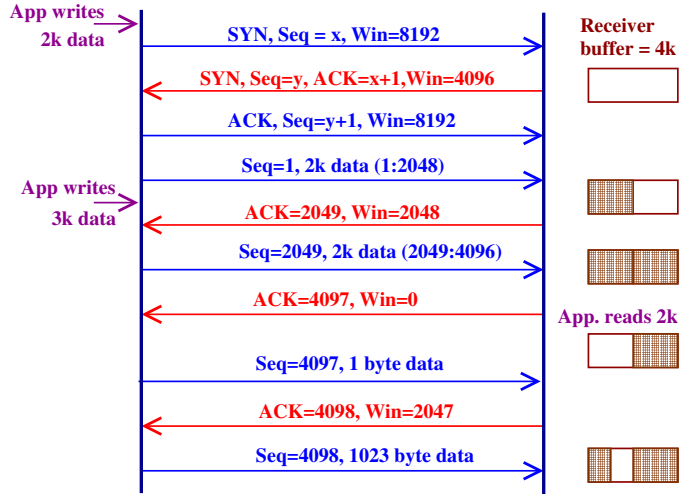 App writes
2k data
SYN, Seq = x, Win=8192
Receiver
buffer = 4k
SYN, Seq=y, ACK=x+1,Win=4096
ACK, Seq=y+1, Win=8192
Seq=1, 2k data (1:2048)
App writes
3k data
ACK=2049, Win=2048
Seq=2049, 2k data (2049:4096)
ACK=4097, Win=0
App. reads 2k
Seq=4097, 1 byte data
ACK=4098, Win=2047
Seq=4098, 1023 byte data